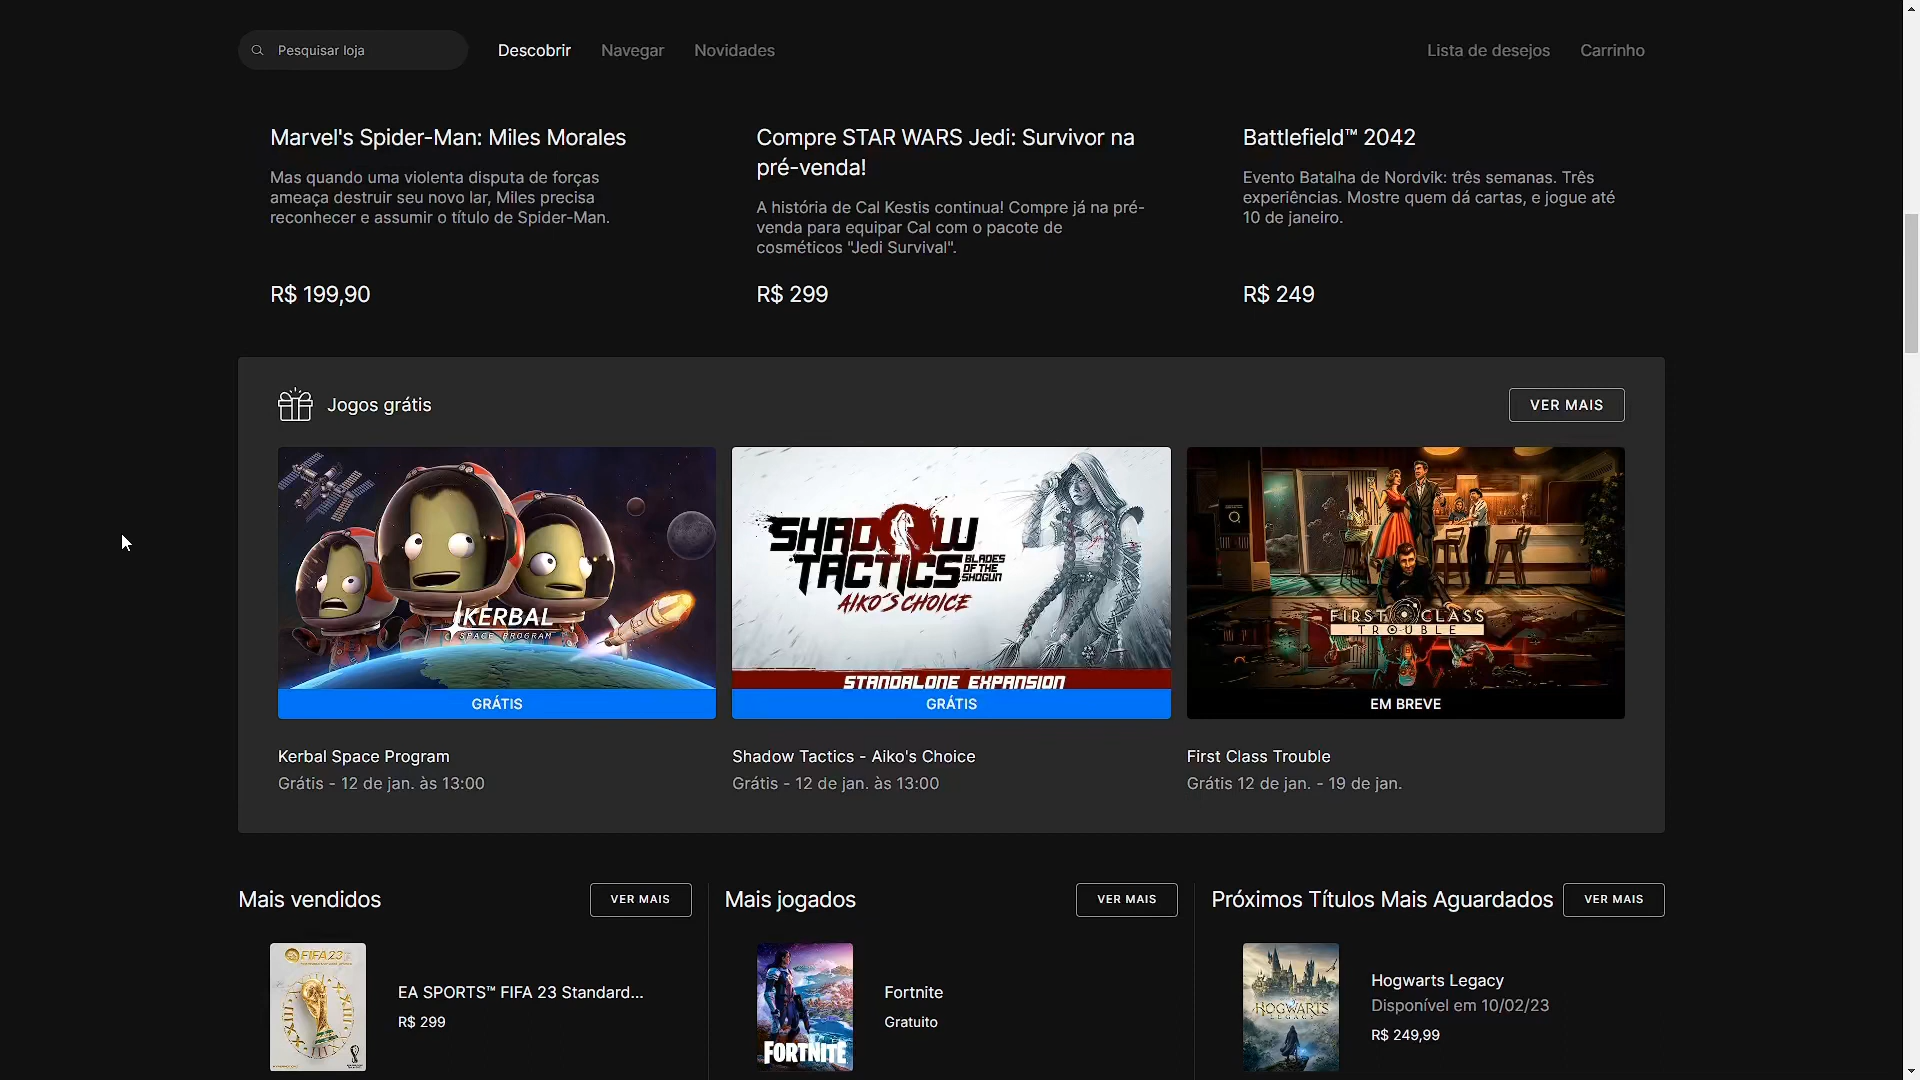 Pesquisar loja
Descobrir
Navegar
Novidades
Lista de desejos
Carrinho
Marvel's Spider-Man: Miles Morales
Mas quando uma violenta disputa de forças
ameaça destruir seu novo lar, Miles precisa
reconhecer e assumir o título de Spider-Man.
R$ 199,90
Compre STAR WARS Jedi: Survivor na
pré-venda!
A história de Cal Kestis continua! Compre já na pré-
venda para equipar Cal com o pacote de
cosméticos "Jedi Survival".
R$ 299
Battlefield™ 2042
Evento Batalha de Nordvik: três semanas. Três
experiências. Mostre quem dá cartas, e jogue até
10 de janeiro.
R$ 249
Jogos grátis
VER MAIS
KERBAL
SPACE PROGRAM
GRÁTIS
Kerbal Space Program
Grátis - 12 de jan. às 13:00
SHADOW
TACTICS
BLADES
OF THE
SHOGUN
AIKO'S CHOICE
STANDALONE EXPANSION
GRÁTIS
Shadow Tactics - Aiko's Choice
Grátis - 12 de jan. às 13:00
FIRST CLASS
TROUBLE
EM BREVE
First Class Trouble
Grátis 12 de jan. - 19 de jan.
Mais vendidos
VER MAIS
FIFA 23
EA SPORTS™ FIFA 23 Standard...
R$ 299
Mais jogados
VER MAIS
FORTNITE
Fortnite
Gratuito
Próximos Títulos Mais Aguardados
VER MAIS
HOGWARTS
LEGACY
Hogwarts Legacy
Disponível em 10/02/23
R$ 249,99